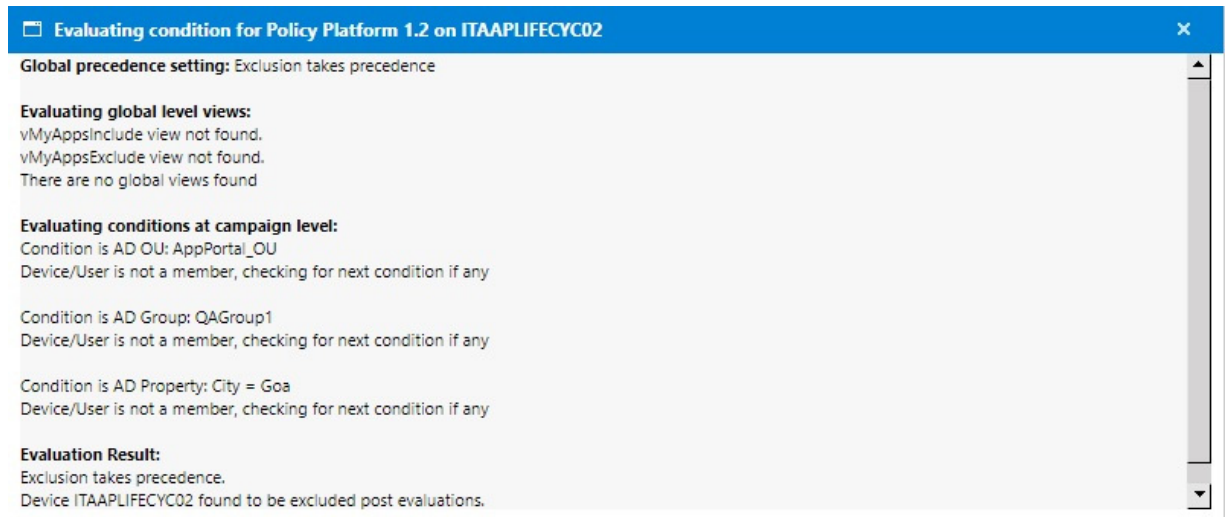 Evaluating condition for Policy Platform 1.2 on ITAAPLIFECYC02
Global precedence setting: Exclusion takes precedence
Evaluating global level views:
vMyAppsInclude view not found.
vMyAppsExclude view not found.
There are no global views found
Evaluating conditions at campaign level:
Condition is AD OU: AppPortal_OU
Device/User is not a member, checking for next condition if any
Condition is AD Group: QAGroup1
Device/User is not a member, checking for next condition if any
Condition is AD Property: City = Goa
Device/User is not a member, checking for next condition if any
Evaluation Result:
Exclusion takes precedence.
Device ITAAPLIFECYC02 found to be excluded post evaluations.